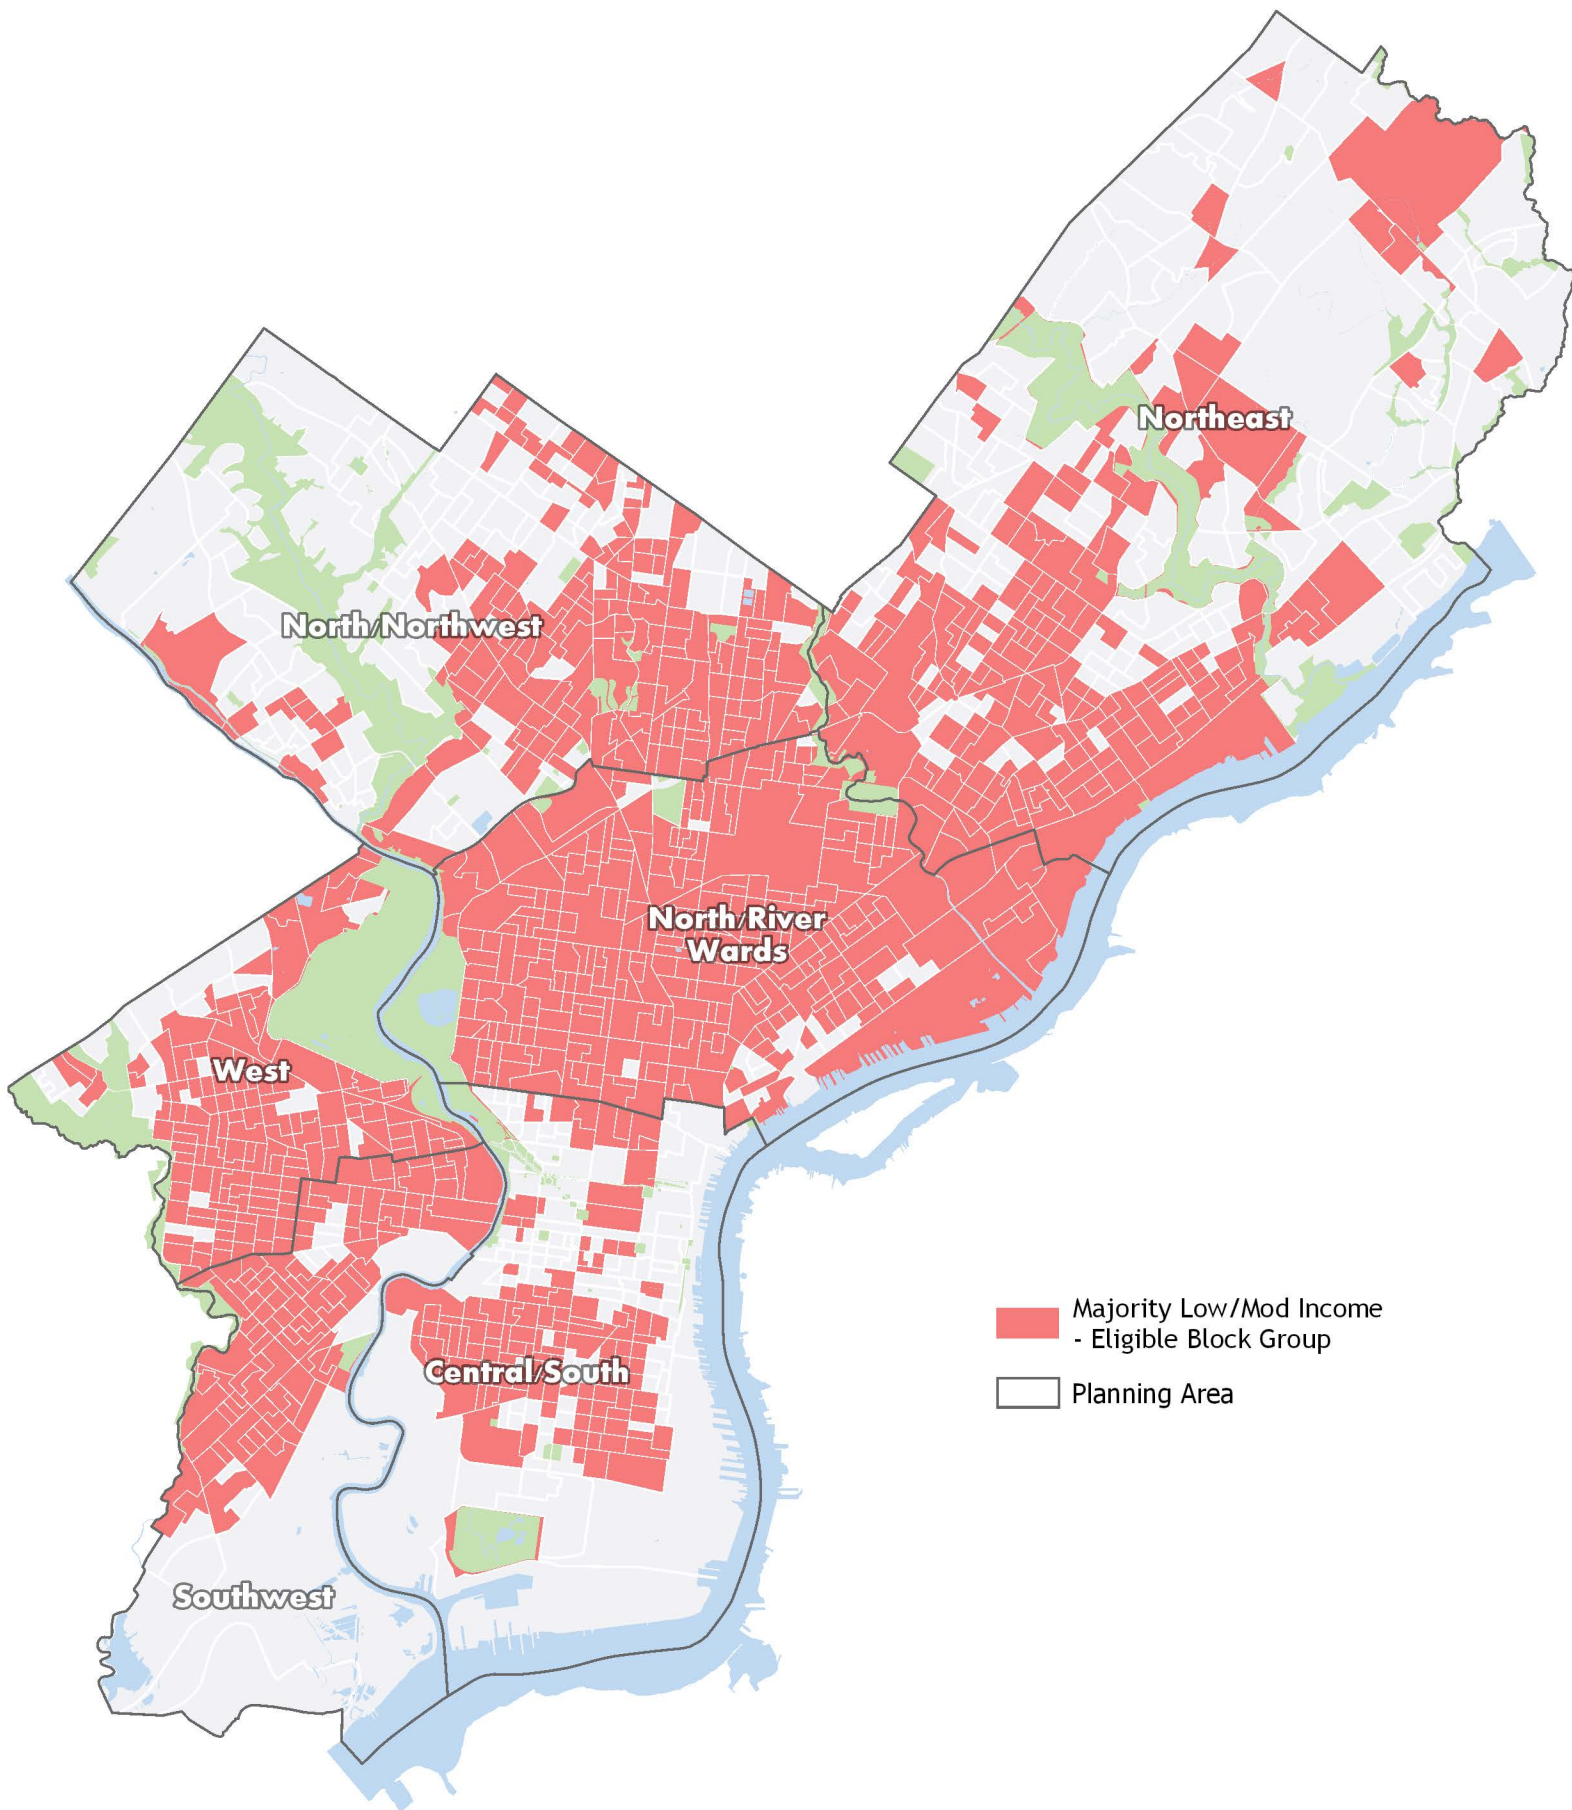 Northeast
North/Northwest
North/River
Wards
West
Central/South
Southwest
Majority Low/Mod Income
- Eligible Block Group
Planning Area